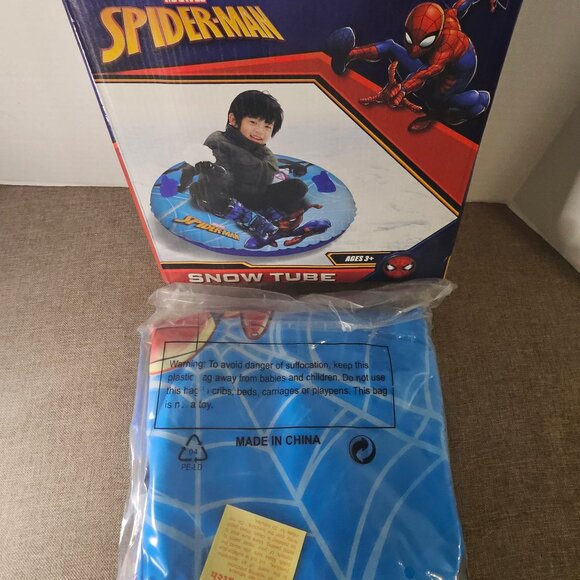 SPIDER-MAN
SPIDER-MAN
AGES 3+
SNOW TUBE
Warning: To avoid danger of suffocation, keep this
plastic bag away from babies and children. Do not use
this bag in cribs, beds, carriages or playpens. This bag
is not a toy.
04
PE-LD
MADE IN CHINA